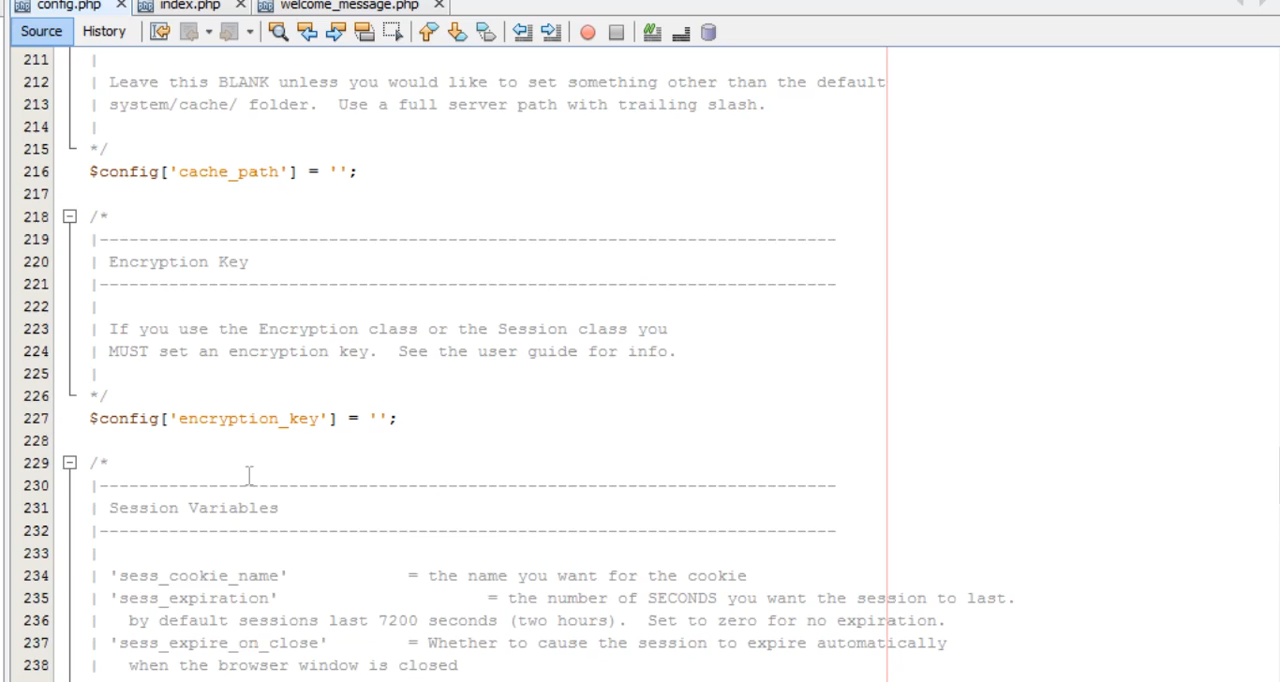 config.php
index.php
welcome_message.php
Source History
211 |
212 | Leave this BLANK unless you would like to set something other than the default
213 | system/cache/ folder.  Use a full server path with trailing slash.
214 |
215 */
216 $config['cache_path'] = '';
217
218 /*
219 |--------------------------------------------------------------------------
220 | Encryption Key
221 |--------------------------------------------------------------------------
222 |
223 | If you use the Encryption class or the Session class you
224 | MUST set an encryption key.  See the user guide for info.
225 |
226 */
227 $config['encryption_key'] = '';
228
229 /*
230 |--------------------------------------------------------------------------
231 | Session Variables
232 |--------------------------------------------------------------------------
233 |
234 | 'sess_cookie_name' = the name you want for the cookie
235 | 'sess_expiration' = the number of SECONDS you want the session to last.
236 |   by default sessions last 7200 seconds (two hours).  Set to zero for no expiration.
237 | 'sess_expire_on_close' = Whether to cause the session to expire automatically
238 |   when the browser window is closed